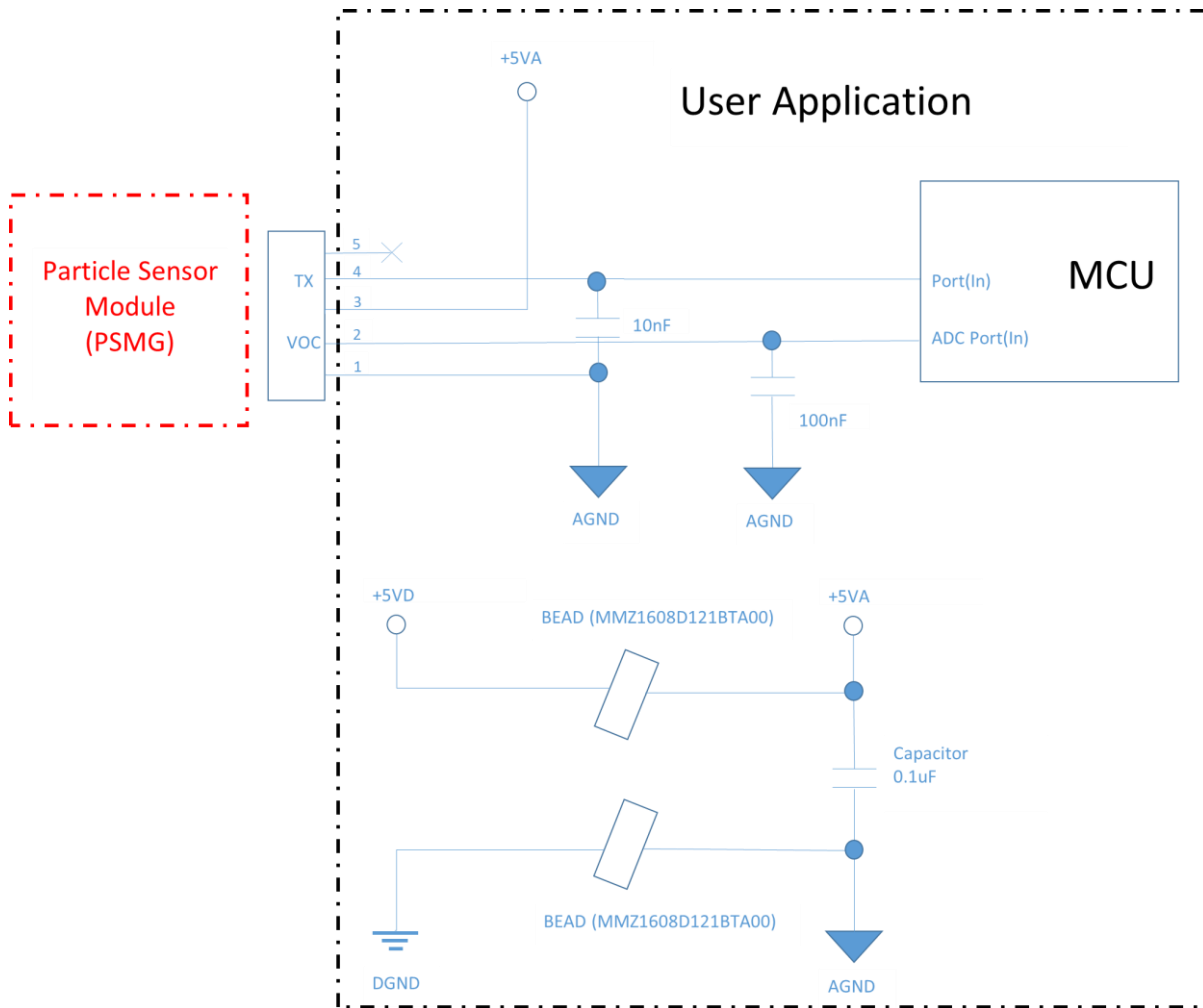 +5VA
User Application
Particle Sensor
Module
(PSMG)
5
TX
4
3
VOC
2
1
10nF
100nF
Port(In)
MCU
ADC Port(In)
AGND
AGND
+5VD
BEAD (MMZ1608D121BTA00)
+5VA
Capacitor
0.1uF
BEAD (MMZ1608D121BTA00)
DGND
AGND